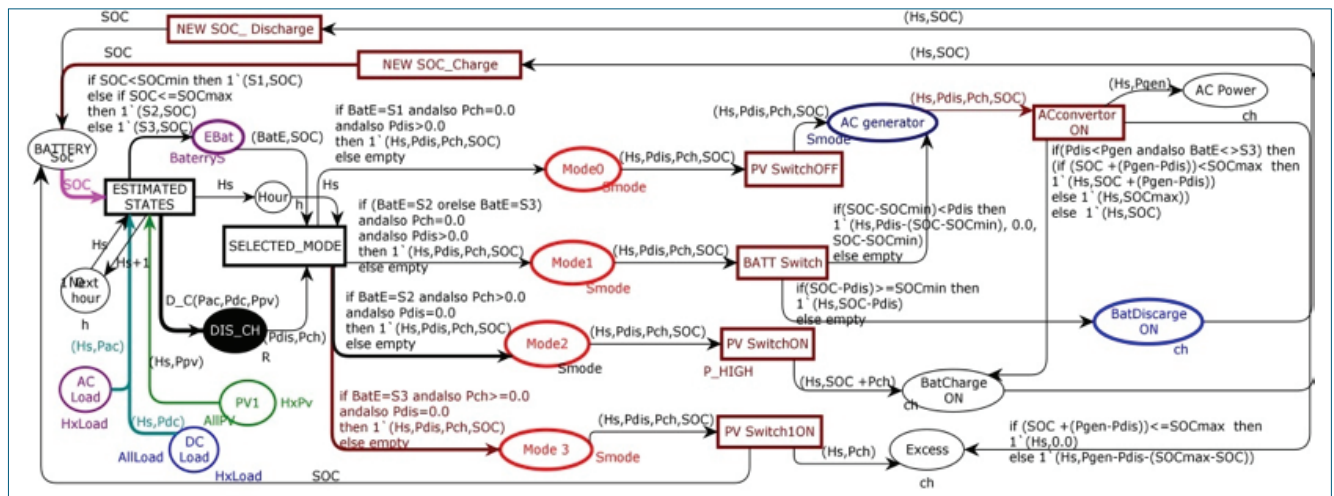 SOC
NEW SOC_ Discharge
(Hs,SOC)
SOC
NEW SOC_Charge
(Hs,SOC)
if SOC<SOCmin then 1`(S1,SOC)
else if SOC<=SOCmax
then 1`(S2,SOC)
else 1`(S3,SOC)
EBat
BaterryS
(BatE,SOC)
BATTERY
Soc
SOC
ESTIMATED
STATES
Hs
Hour
h
Hs
if BatE=S1 andalso Pch=0.0
andalso Pdis>0.0
then 1`(Hs,Pdis,Pch,SOC)
else empty
Mode0
Smode
(Hs,Pdis,Pch,SOC)
PV SwitchOFF
(Hs,Pdis,Pch,SOC)
AC generator
Smode
(Hs,Pdis,Pch,SOC)
ACconvertor
ON
(Hs,Pgen)
AC Power
ch
if(Pdis<Pgen andalso BatE<>S3) then
(if (SOC +(Pgen-Pdis))<SOCmax then
1`(Hs,SOC +(Pgen-Pdis))
else 1`(Hs,SOCmax))
else 1`(Hs,SOC)
SELECTED_MODE
if (BatE=S2 orelse BatE=S3)
andalso Pch=0.0
andalso Pdis>0.0
then 1`(Hs,Pdis,Pch,SOC)
else empty
Mode1
Smode
(Hs,Pdis,Pch,SOC)
BATT Switch
if(SOC-SOCmin)<Pdis then
1`(Hs,Pdis-(SOC-SOCmin), 0.0,
SOC-SOCmin)
else empty
if(SOC-Pdis)>=SOCmin then
1`(Hs,SOC-Pdis)
else empty
BatDiscarge
ON
ch
Hs
Hs+1
Next
hour
h
D_C(Pac,Pdc,Ppv)
DIS_CH
R
(Pdis,Pch)
if BatE=S2 andalso Pch>0.0
andalso Pdis=0.0
then 1`(Hs,Pdis,Pch,SOC)
else empty
Mode2
Smode
(Hs,Pdis,Pch,SOC)
PV SwitchON
P_HIGH
(Hs,SOC +Pch)
BatCharge
ON
ch
(Hs,Pac)
(Hs,Ppv)
AC
Load
HxLoad
PV1
HxPv
AllPV
(Hs,Pdc)
DC
Load
AllLoad
HxLoad
if BatE=S3 andalso Pch>=0.0
andalso Pdis=0.0
then 1`(Hs,Pdis,Pch,SOC)
else empty
Mode 3
Smode
(Hs,Pdis,Pch,SOC)
PV Switch1ON
(Hs,Pch)
Excess
ch
if (SOC +(Pgen-Pdis))<=SOCmax then
1`(Hs,0.0)
else 1`(Hs,Pgen-Pdis-(SOCmax-SOC))
SOC